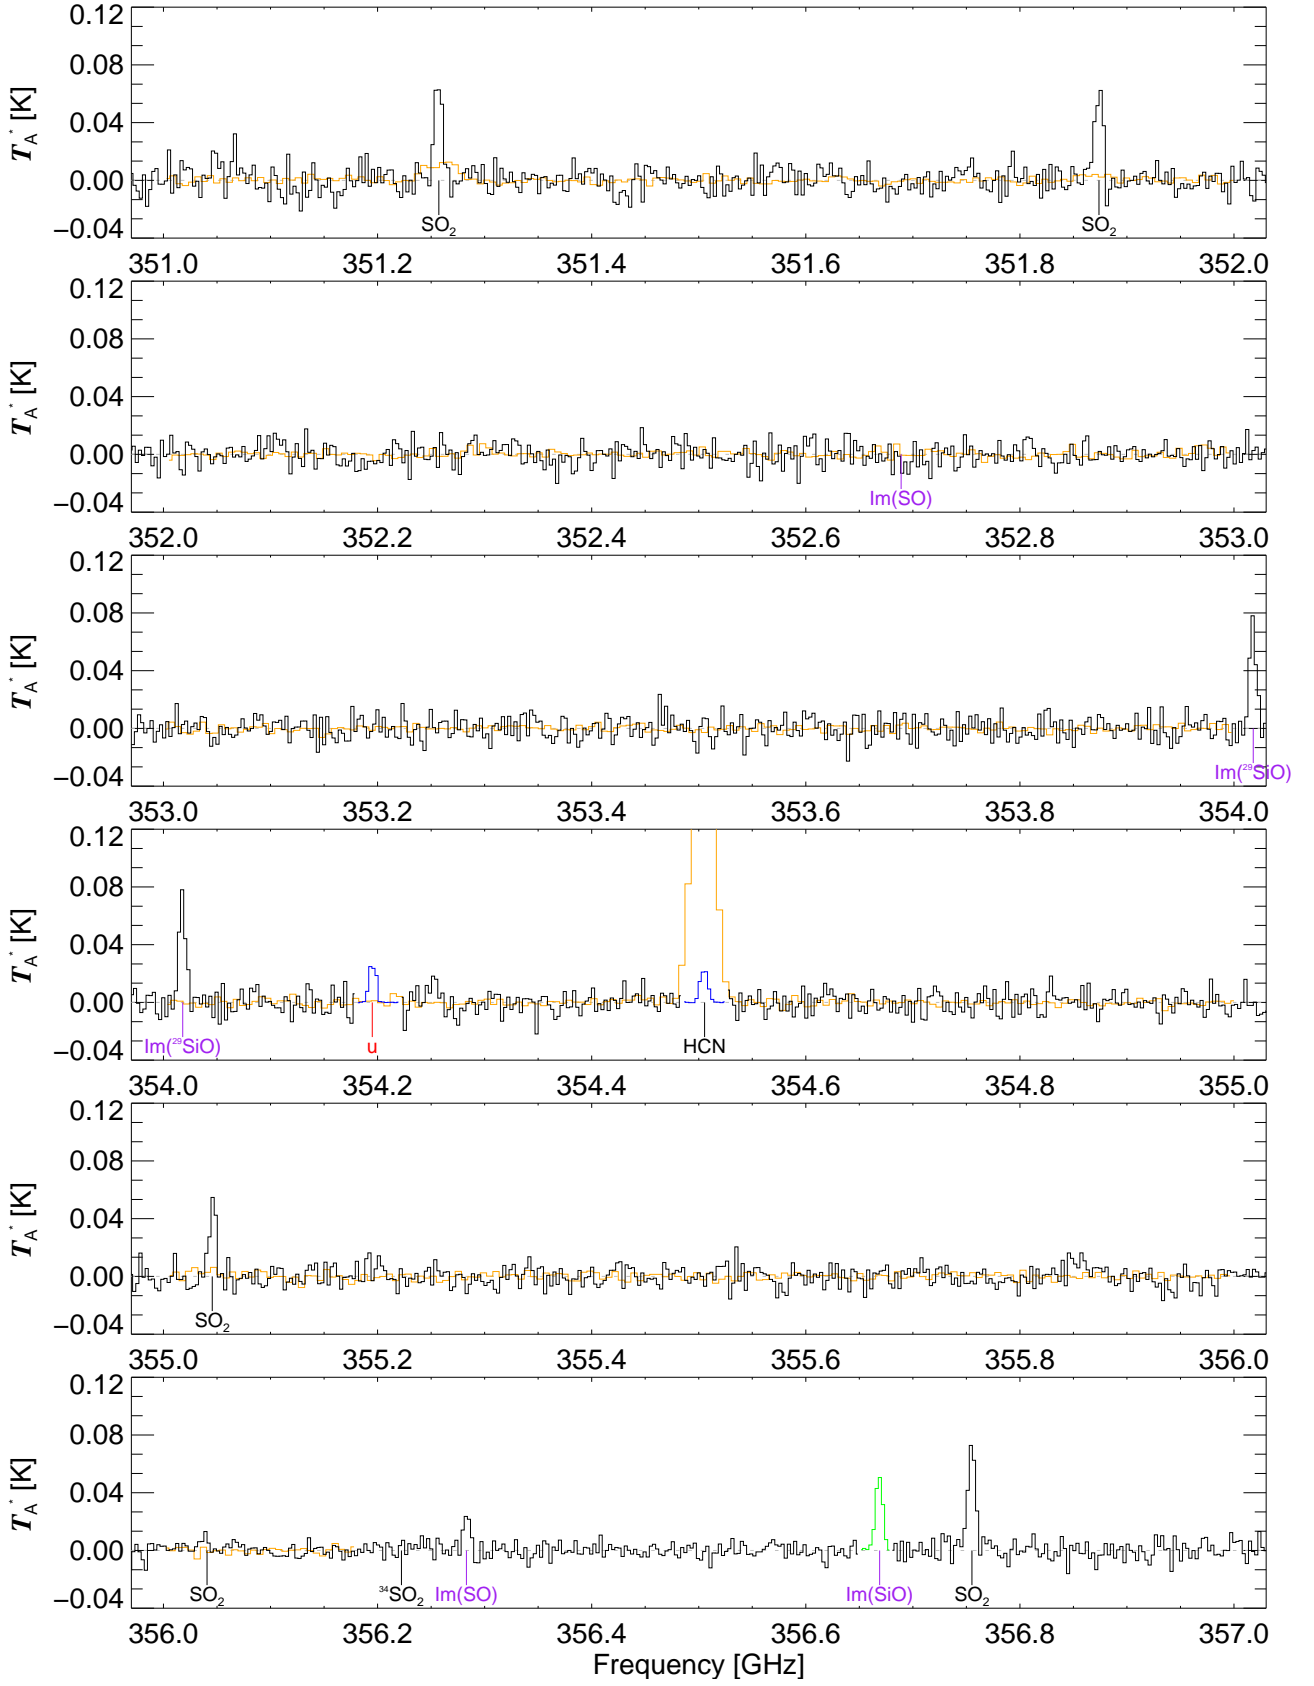 0.12
0.08
0.04
0.00
−0.04
T_A^* [K]
SO₂ SO₂
351.0 351.2 351.4 351.6 351.8 352.0
0.12
0.08
0.04
0.00
−0.04
T_A^* [K]
Im(SO)
352.0 352.2 352.4 352.6 352.8 353.0
0.12
0.08
0.04
0.00
−0.04
T_A^* [K]
Im(²⁹SiO)
353.0 353.2 353.4 353.6 353.8 354.0
0.12
0.08
0.04
0.00
−0.04
T_A^* [K]
Im(²⁹SiO) u HCN
354.0 354.2 354.4 354.6 354.8 355.0
0.12
0.08
0.04
0.00
−0.04
T_A^* [K]
SO₂
355.0 355.2 355.4 355.6 355.8 356.0
0.12
0.08
0.04
0.00
−0.04
T_A^* [K]
SO₂ ³⁴SO₂ Im(SO) Im(SiO) SO₂
356.0 356.2 356.4 356.6 356.8 357.0
Frequency [GHz]